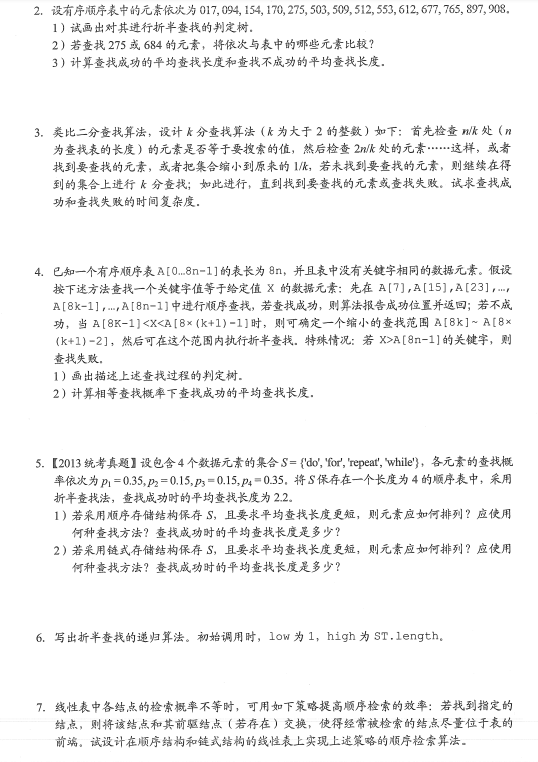 2. 设有序顺序表中的元素依次为 017, 094, 154, 170, 275, 503, 509, 512, 553, 612, 677, 765, 897, 908。
1）试画出对其进行折半查找的判定树。
2）若查找 275 或 684 的元素，将依次与表中的哪些元素比较？
3）计算查找成功的平均查找长度和查找不成功的平均查找长度。
3. 类比二分查找算法，设计 k 分查找算法（k 为大于 2 的整数）如下：首先检查 n/k 处（n
为查找表的长度）的元素是否等于要搜索的值，然后检查 2n/k 处的元素……这样，或者
找到要查找的元素，或者把集合缩小到原来的 1/k，若未找到要查找的元素，则继续在得
到的集合上进行 k 分查找；如此进行，直到找到要查找的元素或查找失败。试求查找成
功和查找失败的时间复杂度。
4. 已知一个有序顺序表 A[0…8n-1]的表长为 8n，并且表中没有关键字相同的数据元素。假设
按下述方法查找一个关键字值等于给定值 X 的数据元素：先在 A[7],A[15],A[23],…,
A[8k-1],…,A[8n-1]中进行顺序查找，若查找成功，则算法报告成功位置并返回；若不成
功，当 A[8K-1]<X<A[8×(k+1)-1]时，则可确定一个缩小的查找范围 A[8k]～ A[8×
(k+1)-2]，然后可在这个范围内执行折半查找。特殊情况：若 X>A[8n-1]的关键字，则
查找失败。
1）画出描述上述查找过程的判定树。
2）计算相等查找概率下查找成功的平均查找长度。
5.【2013 统考真题】设包含 4 个数据元素的集合 S = {'do', 'for', 'repeat', 'while'}，各元素的查找概
率依次为 p₁ = 0.35, p₂ = 0.15, p₃ = 0.15, p₄ = 0.35。将 S 保存在一个长度为 4 的顺序表中，采用
折半查找法，查找成功时的平均查找长度为 2.2。
1）若采用顺序存储结构保存 S，且要求平均查找长度更短，则元素应如何排列？应使用
何种查找方法？查找成功时的平均查找长度是多少？
2）若采用链式存储结构保存 S，且要求平均查找长度更短，则元素应如何排列？应使用
何种查找方法？查找成功时的平均查找长度是多少？
6. 写出折半查找的递归算法。初始调用时，low 为 1，high 为 ST.length。
7. 线性表中各结点的检索概率不等时，可用如下策略提高顺序检索的效率：若找到指定的
结点，则将该结点和其前驱结点（若存在）交换，使得经常被检索的结点尽量位于表的
前端。试设计在顺序结构和链式结构的线性表上实现上述策略的顺序检索算法。